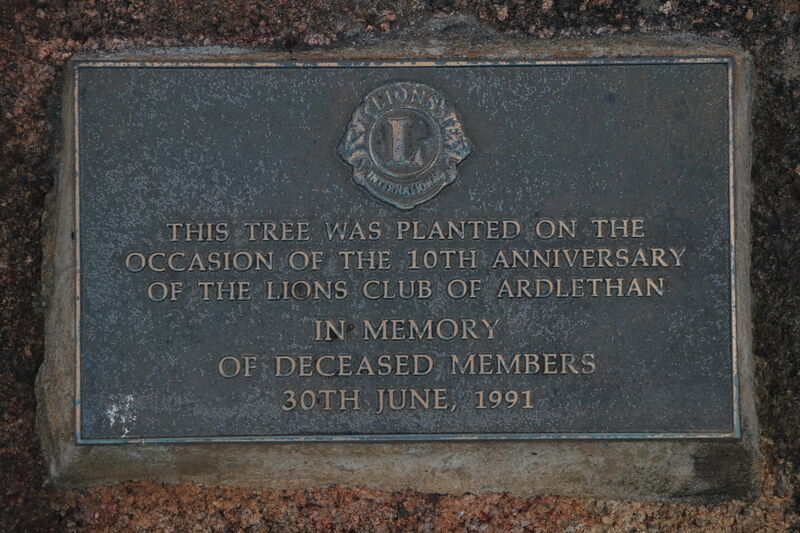 LIONS
L
INTERNATIONAL
THIS TREE WAS PLANTED ON THE
OCCASION OF THE 10TH ANNIVERSARY
OF THE LIONS CLUB OF ARDLETHAN
IN MEMORY
OF DECEASED MEMBERS
30TH JUNE, 1991